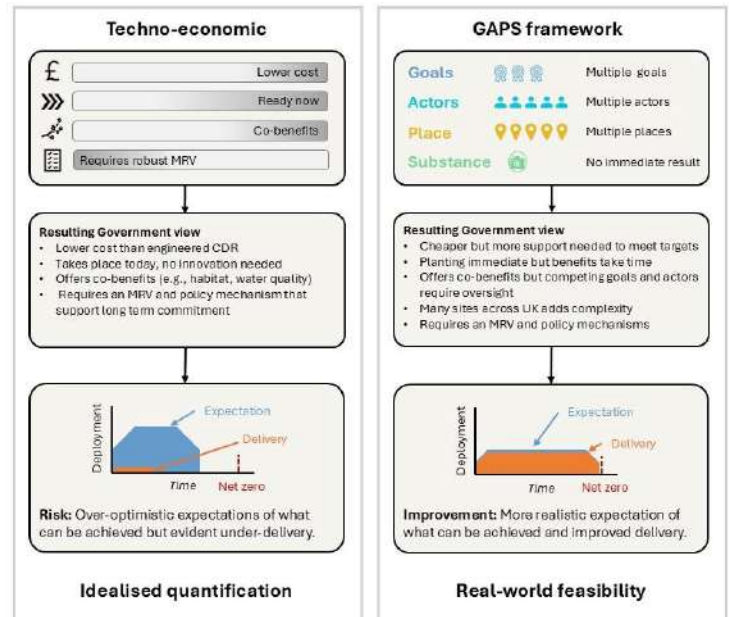 Techno-economic
£ Lower cost
Ready now
Co-benefits
Requires robust MRV
Resulting Government view
• Lower cost than engineered CDR
• Takes place today, no innovation needed
• Offers co-benefits (e.g., habitat, water quality)
• Requires an MRV and policy mechanism that
support long term commitment
Deployment
Expectation
Delivery
Time
Net zero
Risk: Over-optimistic expectations of what
can be achieved but evident under-delivery.
Idealised quantification
GAPS framework
Goals Multiple goals
Actors Multiple actors
Place Multiple places
Substance No immediate result
Resulting Government view
• Cheaper but more support needed to meet targets
• Planting immediate but benefits take time
• Offers co-benefits but competing goals and actors
require oversight
• Many sites across UK adds complexity
• Requires an MRV and policy mechanisms
Deployment
Expectation
Delivery
Time
Net zero
Improvement: More realistic expectation of
what can be achieved and improved delivery.
Real-world feasibility